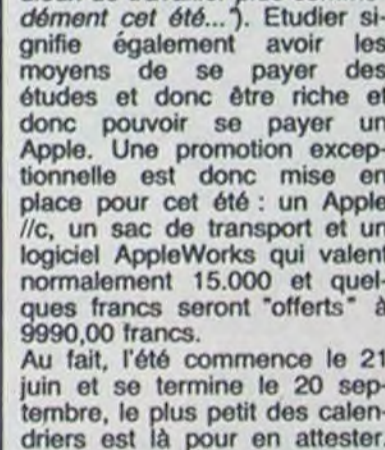 dément cet été..."). Etudier si-
gnifie également avoir les
moyens de se payer des
études et donc être riche et
donc pouvoir se payer un
Apple. Une promotion excep-
tionnelle est donc mise en
place pour cet été : un Apple
//c, un sac de transport et un
logiciel AppleWorks qui valent
normalement 15.000 et quel-
ques francs seront "offerts" à
9990,00 francs.
Au fait, l'été commence le 21
juin et se termine le 20 sep-
tembre, le plus petit des calen-
driers est là pour en attester.